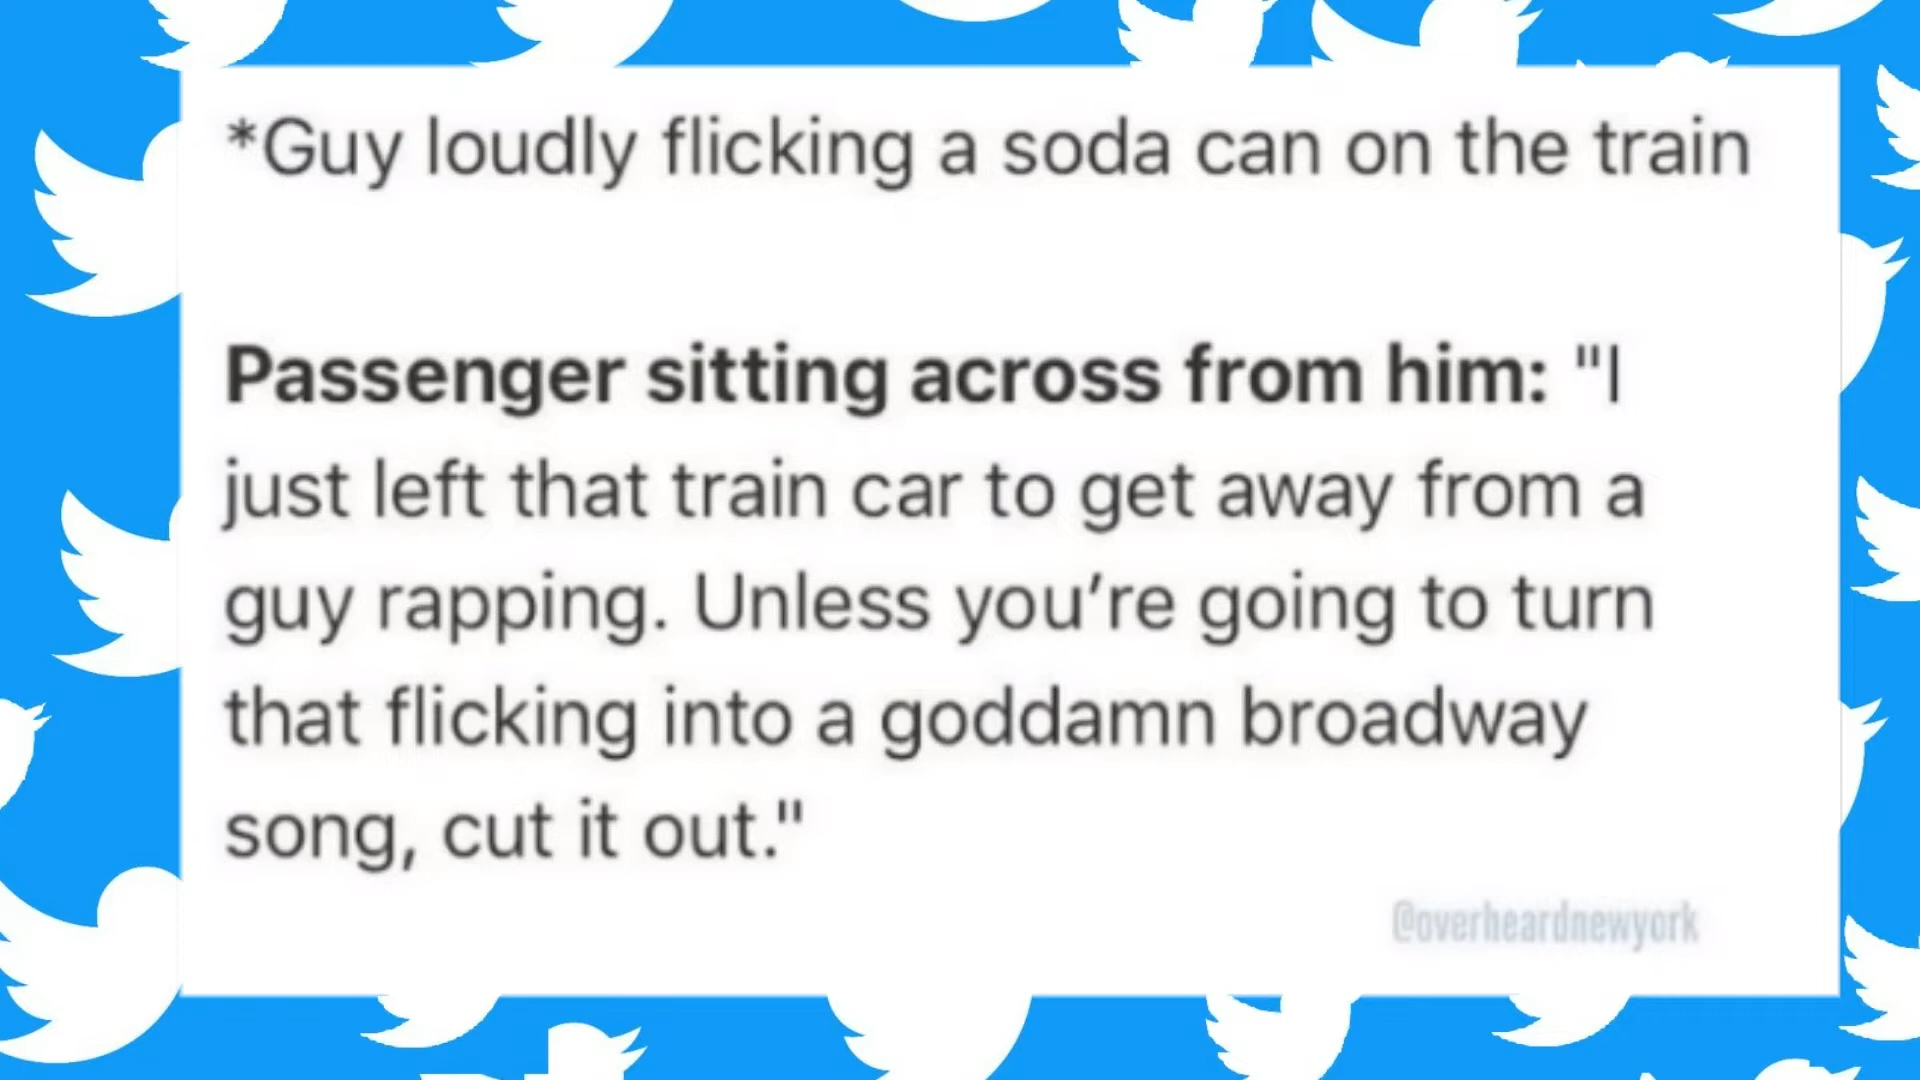 *Guy loudly flicking a soda can on the train
Passenger sitting across from him: "I
just left that train car to get away from a
guy rapping. Unless you’re going to turn
that flicking into a goddamn broadway
song, cut it out."
@overheardnewyork